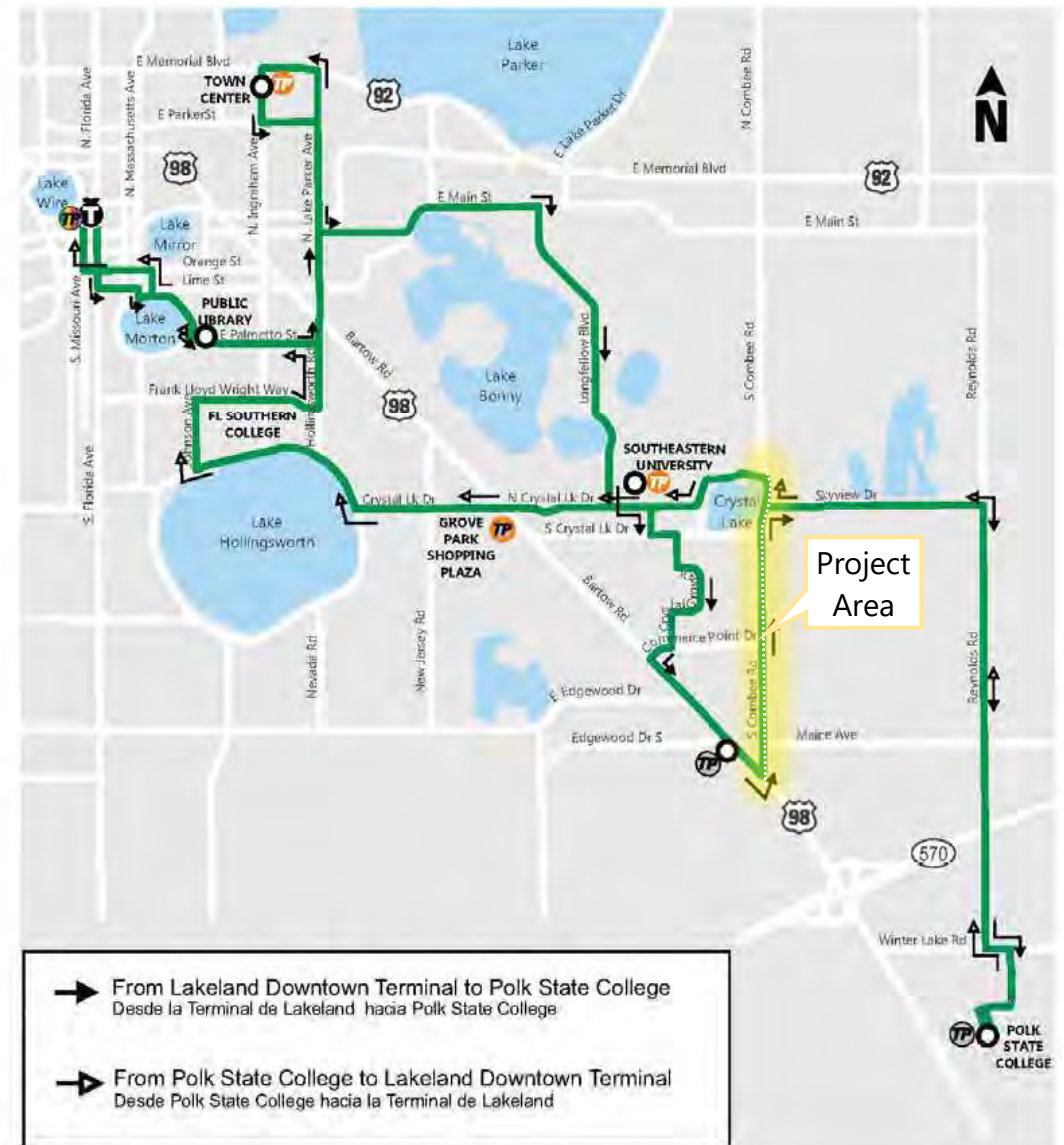 Lake
Parker
E Memorial Blvd
TOWN
CENTER
TP
92
E ParkerSt
N. Florida Ave
N. Massachusetts Ave
98
N. Ingraham Ave
N. Lake Parker Ave
E Lake Parker Dr
N Combee Rd
N
E Memorial Blvd
92
Lake
Wire
TP
T
Lake
Mirror
E Main St
E Main St
Orange St
Lime St
S. Missouri Ave
PUBLIC
LIBRARY
Lake
Morton
E Palmetto St
Bartow Rd
98
Lake
Bonny
Longfellow Blvd
S Combee Rd
Reynolds Rd
Frank Lloyd Wright Way
Johnson Ave
FL SOUTHERN
COLLEGE
Hollingsworth Rd
S. Florida Ave
SOUTHEASTERN
UNIVERSITY
TP
Crystal Lk Dr
N Crystal Lk Dr
Crystal
Lake
Skyview Dr
Lake
Hollingsworth
GROVE
PARK
SHOPPING
PLAZA
TP
S Crystal Lk Dr
Project
Area
Bartow Rd
Commerce Point Dr
Nevada Rd
New Jersey Rd
E Edgewood Dr
S Combee Rd
Reynolds Rd
Edgewood Dr S
Maine Ave
TP
98
570
Winter Lake Rd
TP
POLK
STATE
COLLEGE
From Lakeland Downtown Terminal to Polk State College
Desde la Terminal de Lakeland hacia Polk State College
From Polk State College to Lakeland Downtown Terminal
Desde Polk State College hacia la Terminal de Lakeland